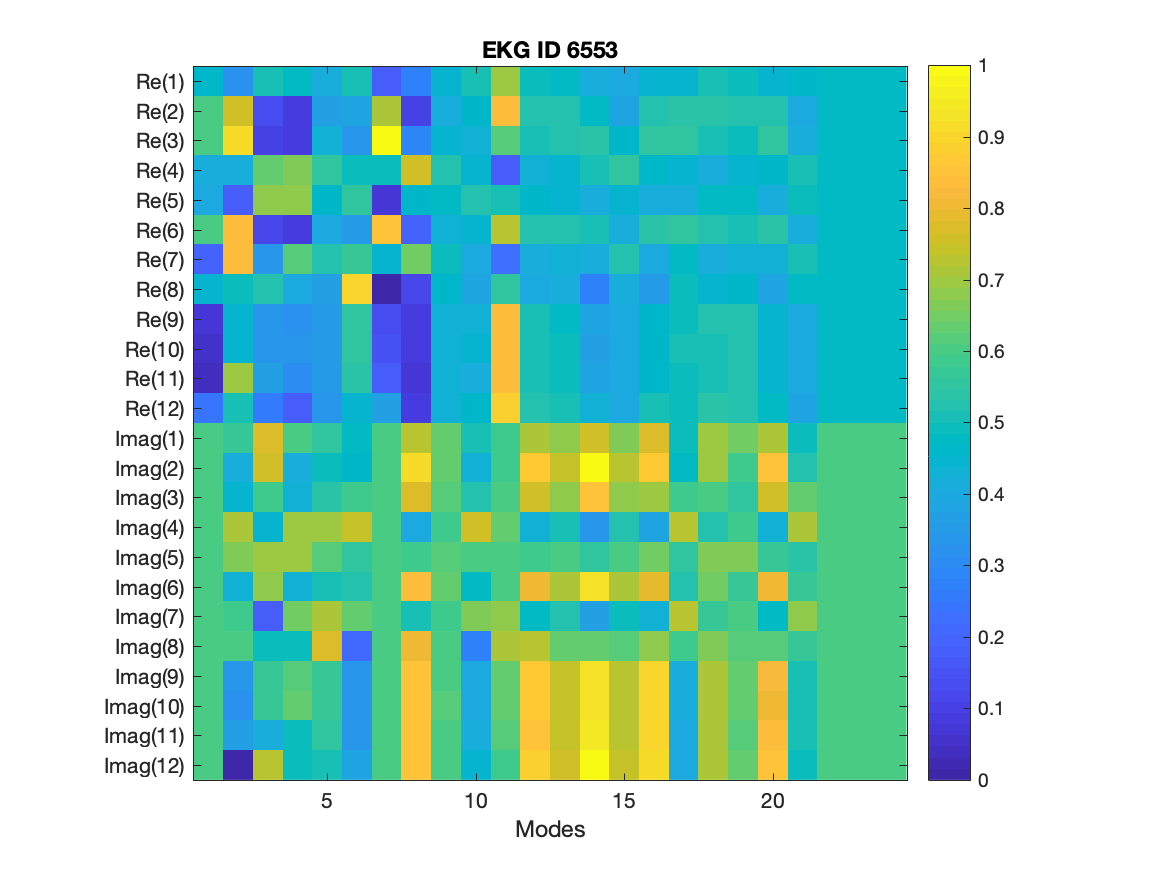 EKG ID 6553
Re(1)
Re(2)
Re(3)
Re(4)
Re(5)
Re(6)
Re(7)
Re(8)
Re(9)
Re(10)
Re(11)
Re(12)
Imag(1)
Imag(2)
Imag(3)
Imag(4)
Imag(5)
Imag(6)
Imag(7)
Imag(8)
Imag(9)
Imag(10)
Imag(11)
Imag(12)
5 10 15 20
Modes
1
0.9
0.8
0.7
0.6
0.5
0.4
0.3
0.2
0.1
0